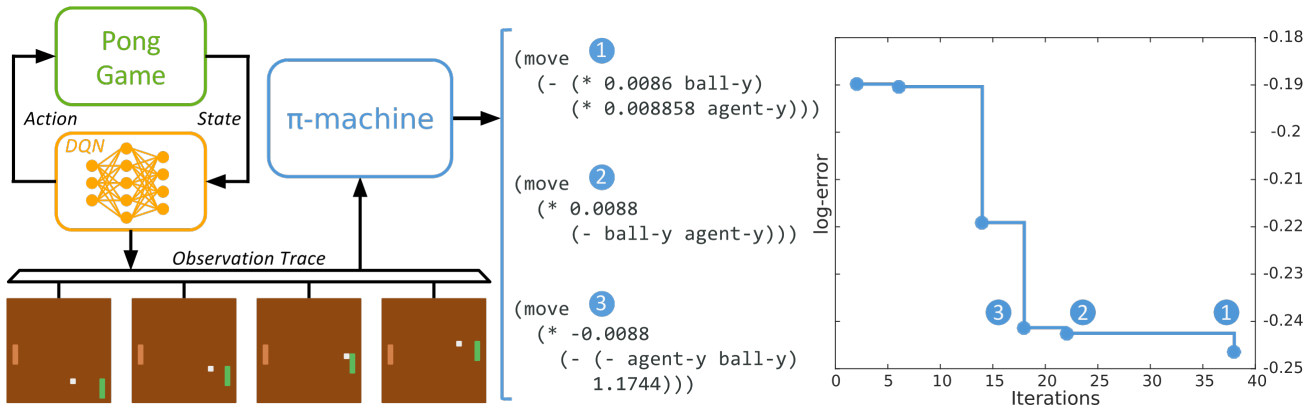 Pong
Game
Action
State
DQN
Observation Trace
π-machine
1
(move
(- (* 0.0086 ball-y)
(* 0.008858 agent-y)))
2
(move
(* 0.0088
(- ball-y agent-y)))
3
(move
(* -0.0088
(- (- agent-y ball-y)
1.1744)))
-0.18
-0.19
-0.2
-0.21
-0.22
-0.23
-0.24
-0.25
log-error
3
2
1
0
5
10
15
20
25
30
35
40
Iterations